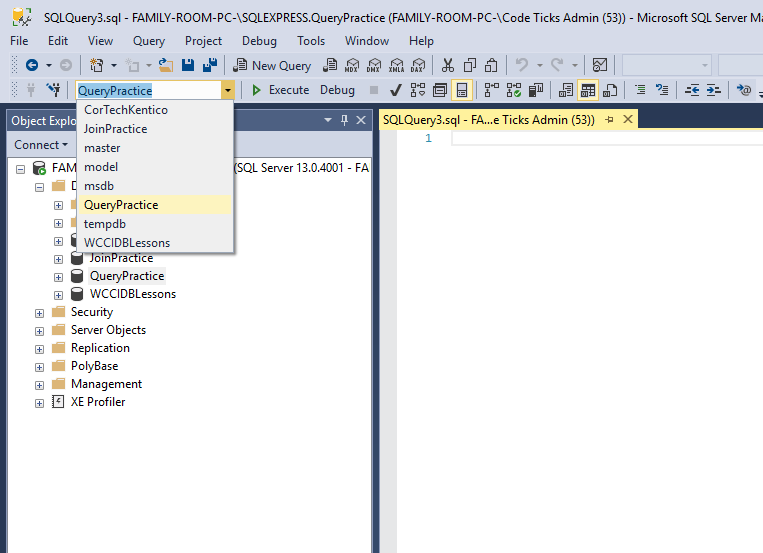 SQLQuery3.sql - FAMILY-ROOM-PC-\SQLEXPRESS.QueryPractice (FAMILY-ROOM-PC-\Code Ticks Admin (53)) - Microsoft SQL Server Ma
File Edit View Query Project Debug Tools Window Help
New Query MDX DMX XMLA DAX
QueryPractice Execute Debug
CorTechKentico
JoinPractice
master
model
msdb
QueryPractice
tempdb
WCCIDBLessons
Object Explo
Connect
FAM (SQL Server 13.0.4001 - FA
D
JoinPractice
QueryPractice
WCCIDBLessons
Security
Server Objects
Replication
PolyBase
Management
XE Profiler
SQLQuery3.sql - FA...e Ticks Admin (53))
1